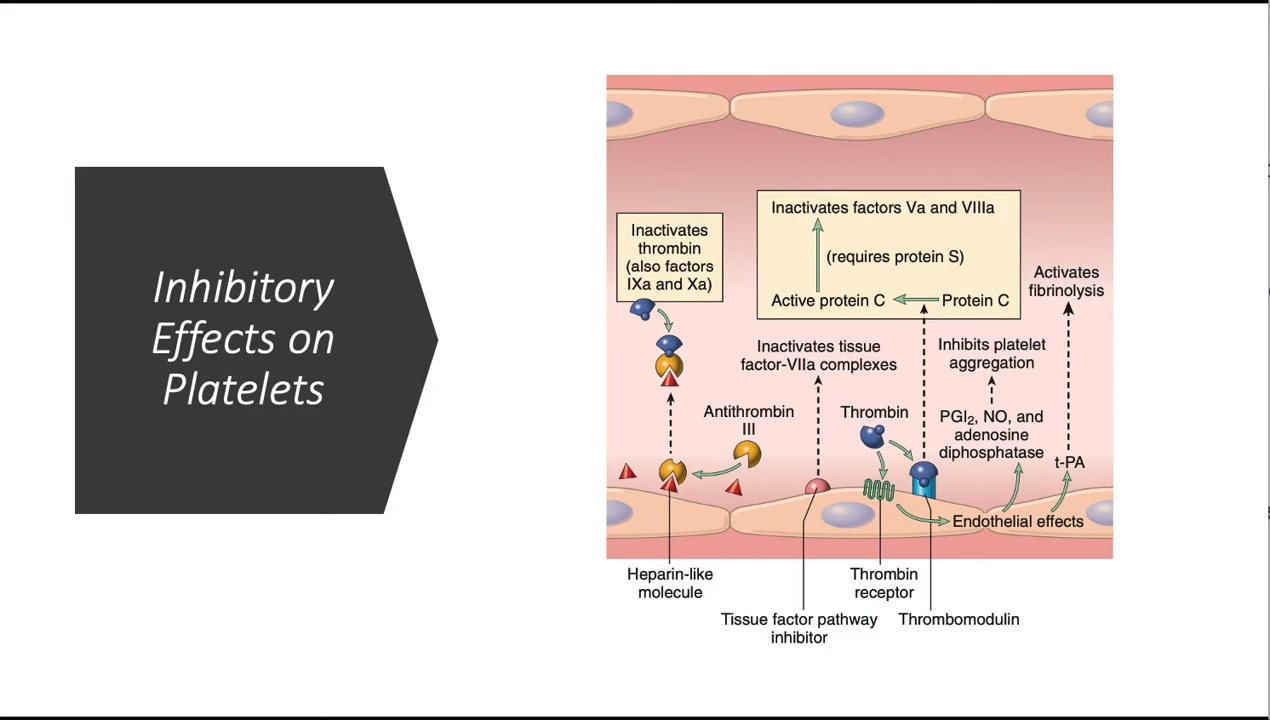 Inhibitory
Effects on
Platelets
Inactivates
thrombin
(also factors
IXa and Xa)
Inactivates factors Va and VIIIa
(requires protein S)
Active protein C
Protein C
Activates
fibrinolysis
Inactivates tissue
factor-VIIa complexes
Inhibits platelet
aggregation
Antithrombin
III
Thrombin
PGI₂, NO, and
adenosine
diphosphatase
t-PA
Endothelial effects
Heparin-like
molecule
Thrombin
receptor
Tissue factor pathway
inhibitor
Thrombomodulin